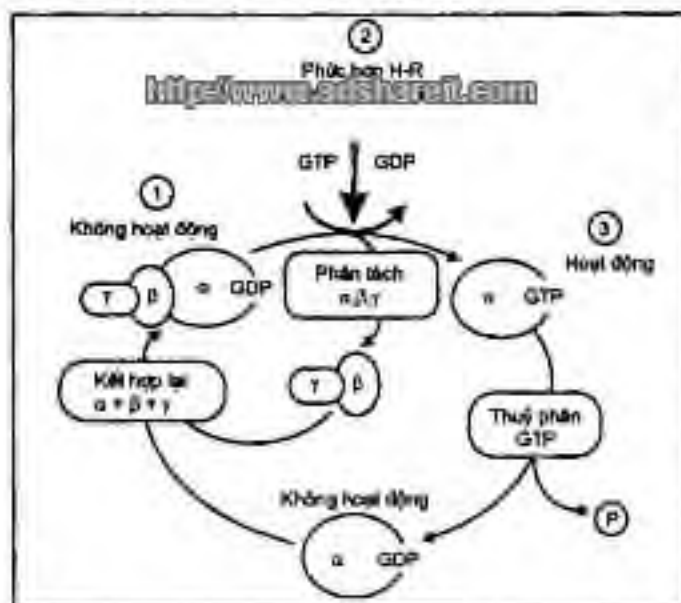 2
Phức hợp H-R
http://www.adshareit.com
GTP GDP
1
Không hoạt động
3
Hoạt động
γ β α GDP
Phân tách
α,β,γ
α GTP
Kết hợp lại
α + β + γ
γ β
Thuỷ phân
GTP
Không hoạt động
P
α GDP